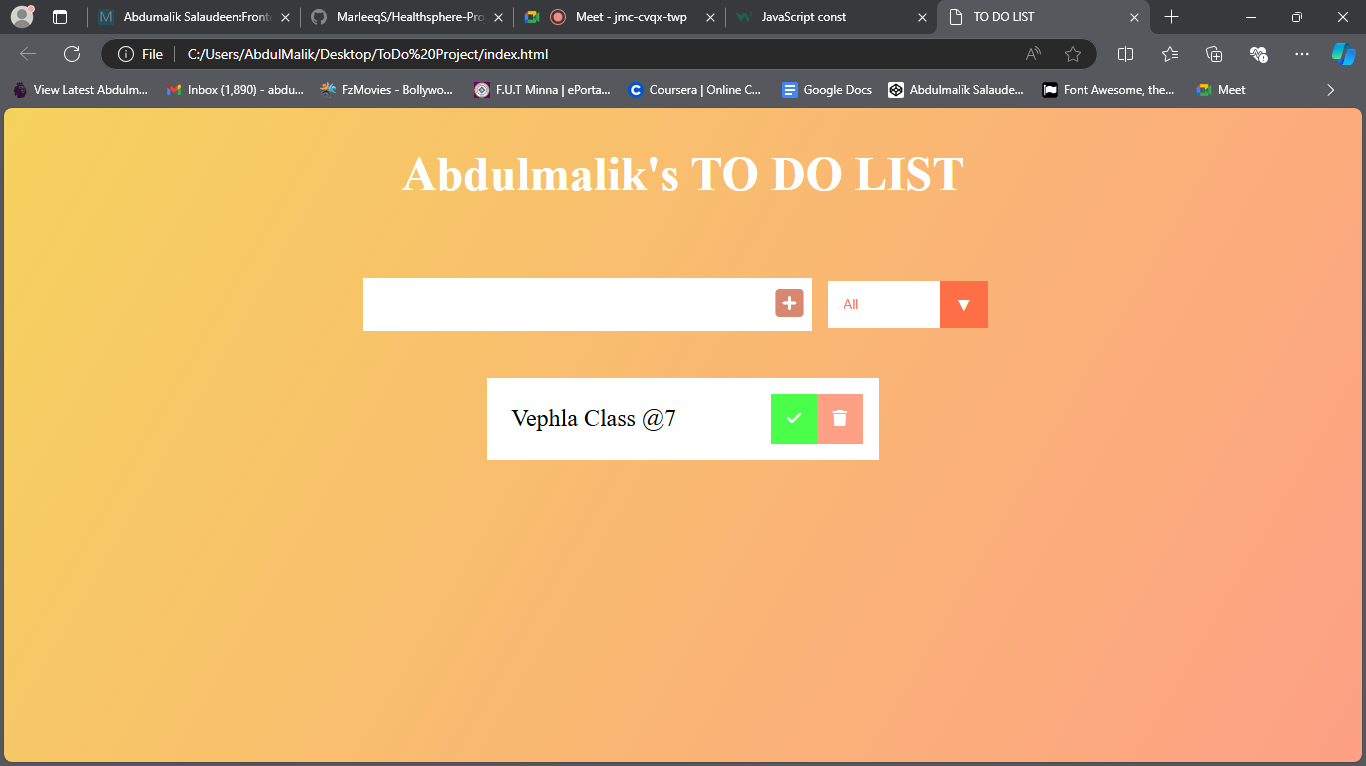 Abdumalik Salaudeen:Fronte
MarleeqS/Healthsphere-Pro
Meet - jmc-cvqx-twp
JavaScript const
TO DO LIST
File
C:/Users/AbdulMalik/Desktop/ToDo%20Project/index.html
View Latest Abdulm...
Inbox (1,890) - abdu...
FzMovies - Bollywo...
F.U.T Minna | ePorta...
Coursera | Online C...
Google Docs
Abdulmalik Salaude...
Font Awesome, the...
Meet
Abdulmalik's TO DO LIST
All
Vephla Class @7